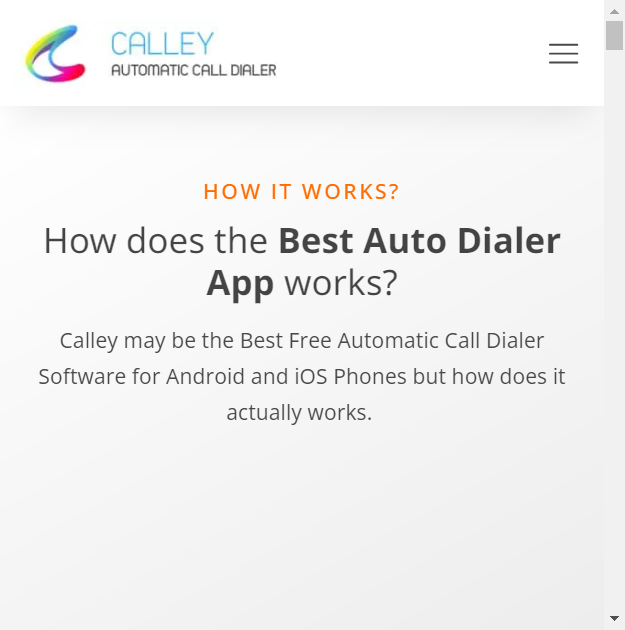 CALLEY
AUTOMATIC CALL DIALER
HOW IT WORKS?
How does the Best Auto Dialer
App works?
Calley may be the Best Free Automatic Call Dialer
Software for Android and iOS Phones but how does it
actually works.